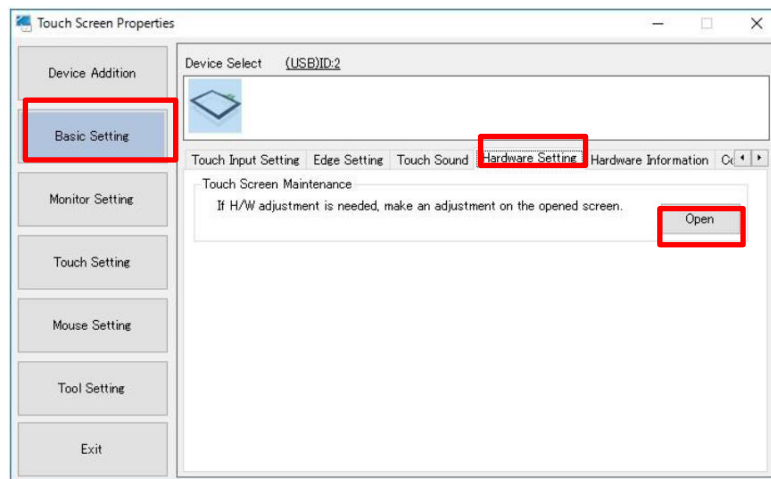 Touch Screen Properties
Device Addition
Basic Setting
Monitor Setting
Touch Setting
Mouse Setting
Tool Setting
Exit
Device Select (USB)ID:2
Touch Input Setting Edge Setting Touch Sound Hardware Setting Hardware Information
Touch Screen Maintenance
If H/W adjustment is needed, make an adjustment on the opened screen.
Open